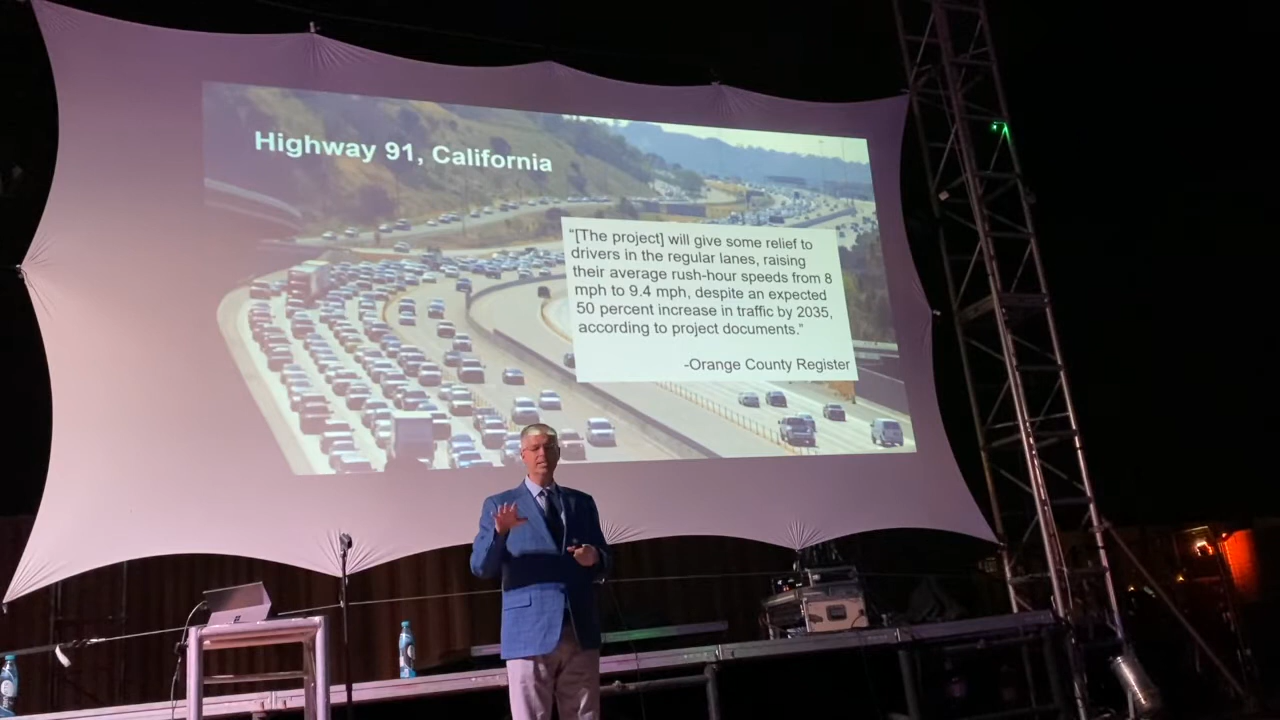 Highway 91, California
"[The project] will give some relief to
drivers in the regular lanes, raising
their average rush-hour speeds from 8
mph to 9.4 mph, despite an expected
50 percent increase in traffic by 2035,
according to project documents."
-Orange County Register